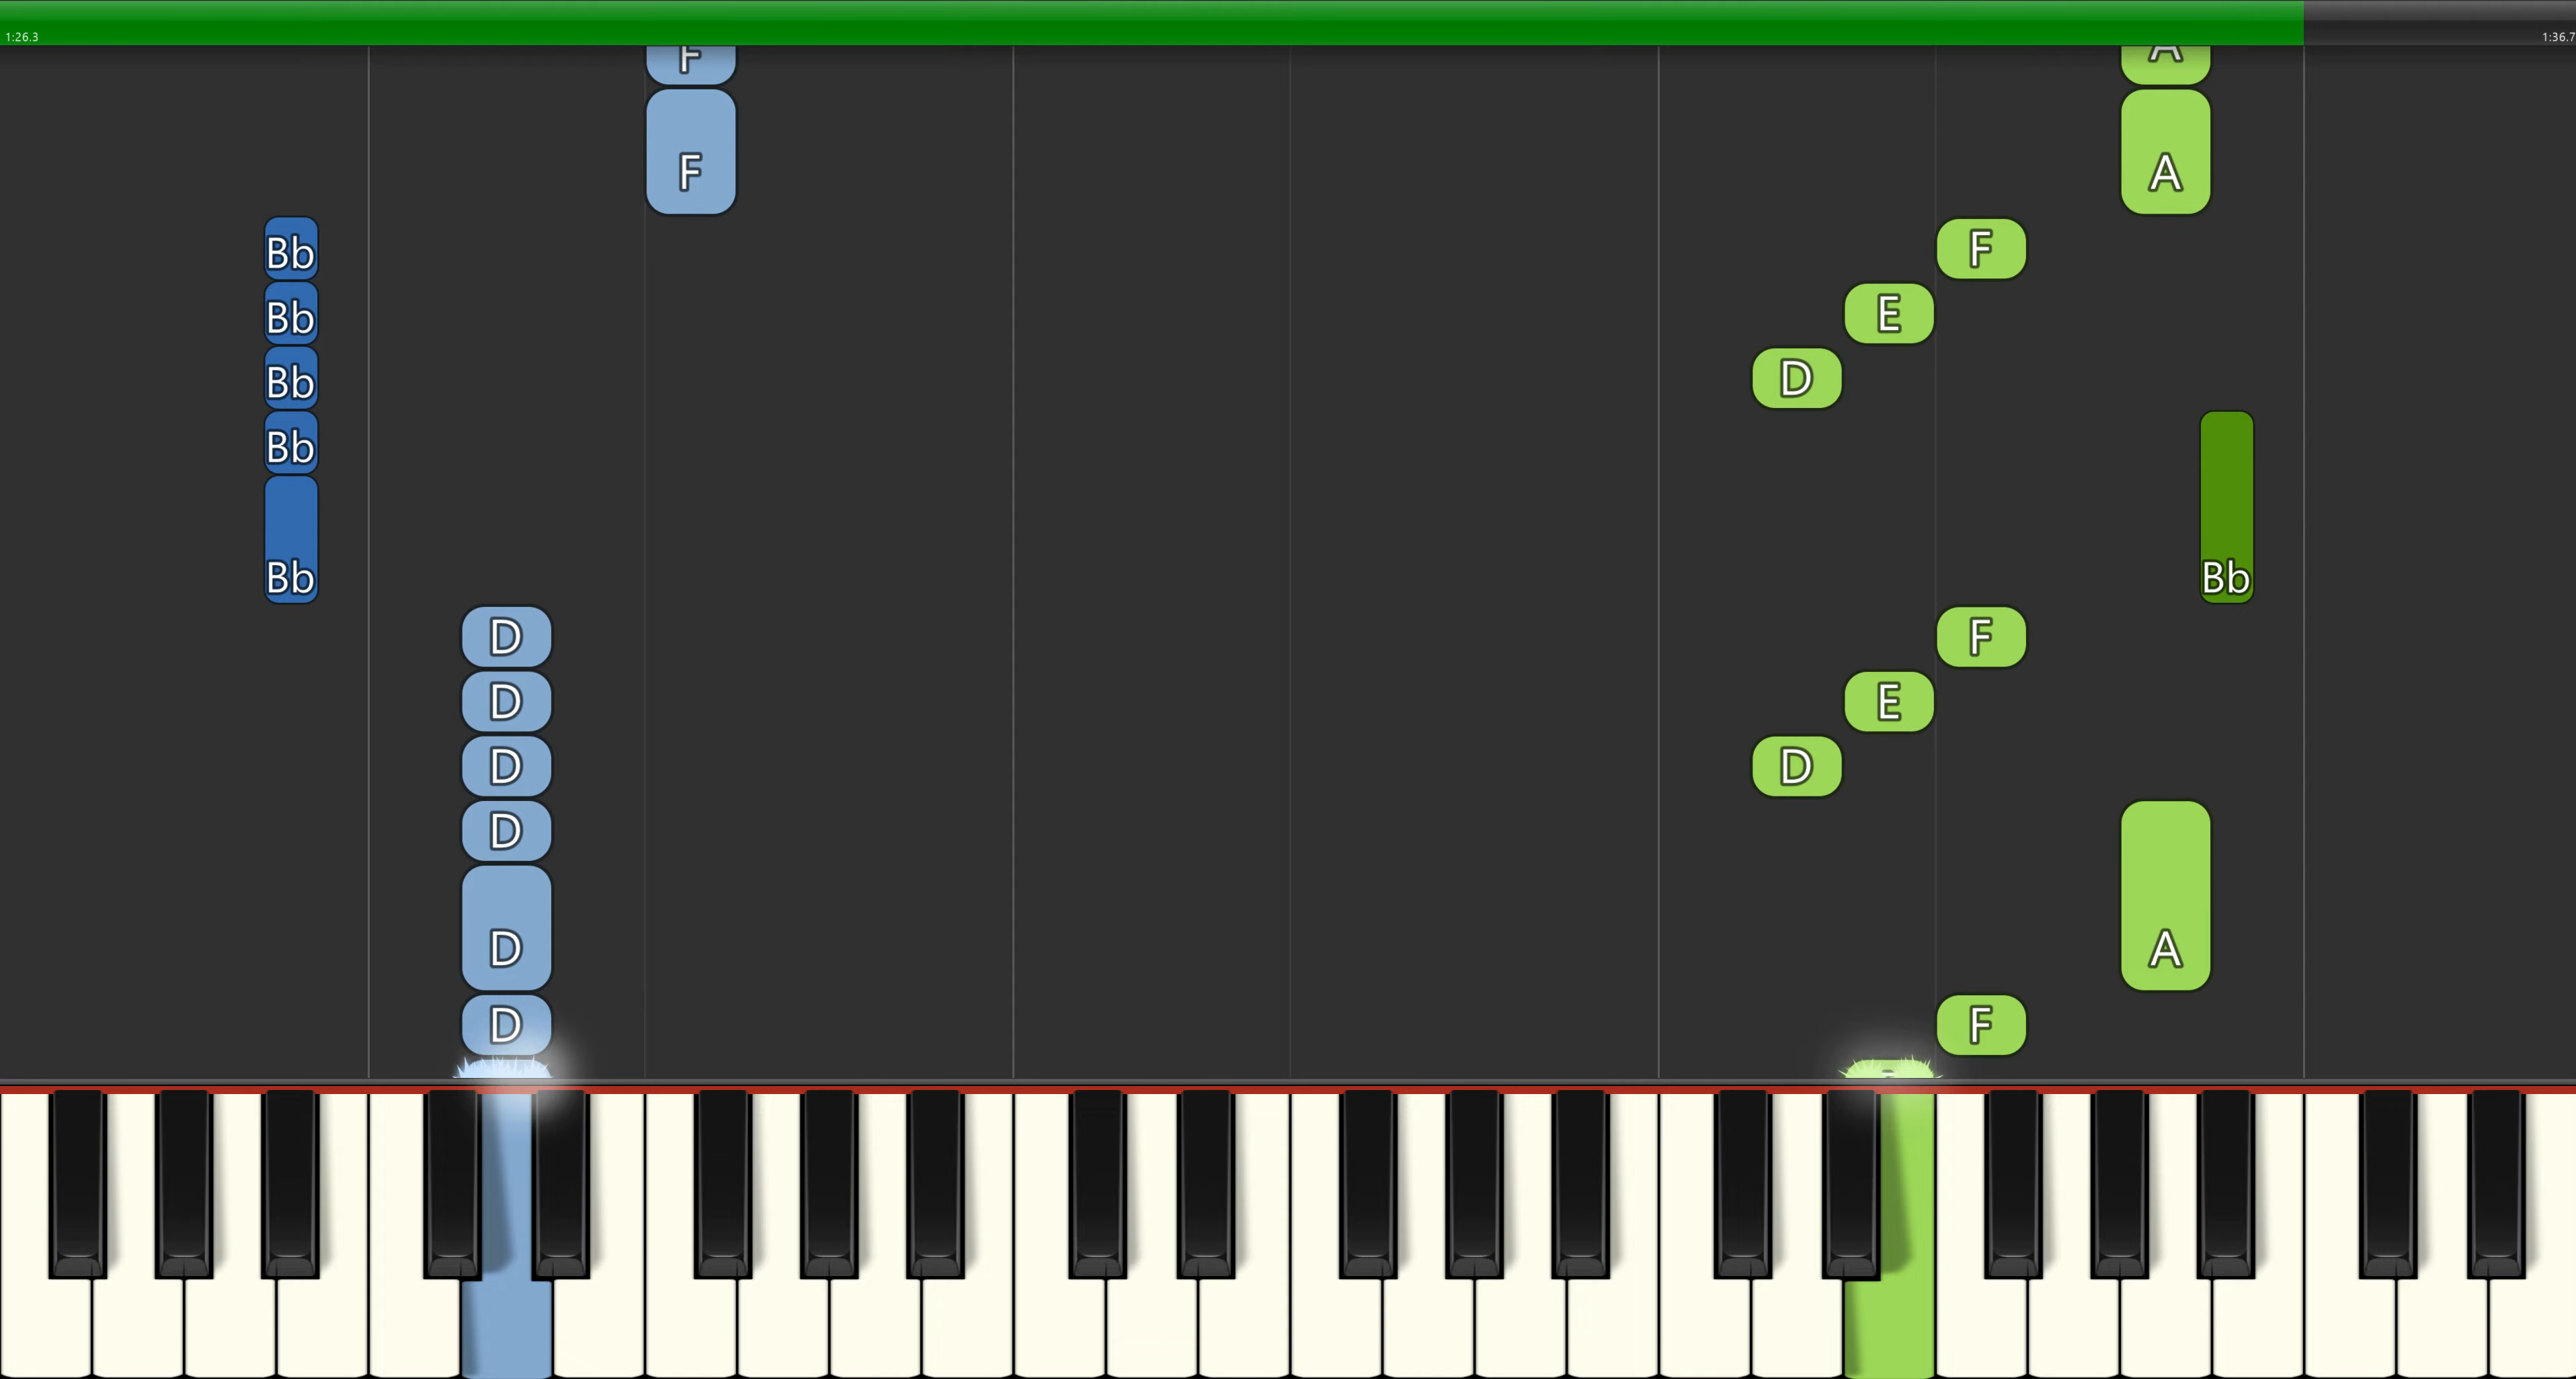 1:26.3 1:36.7
F A
F A
Bb F
Bb E
Bb D
Bb
Bb Bb
D F
D E
D D
D
D A
D F